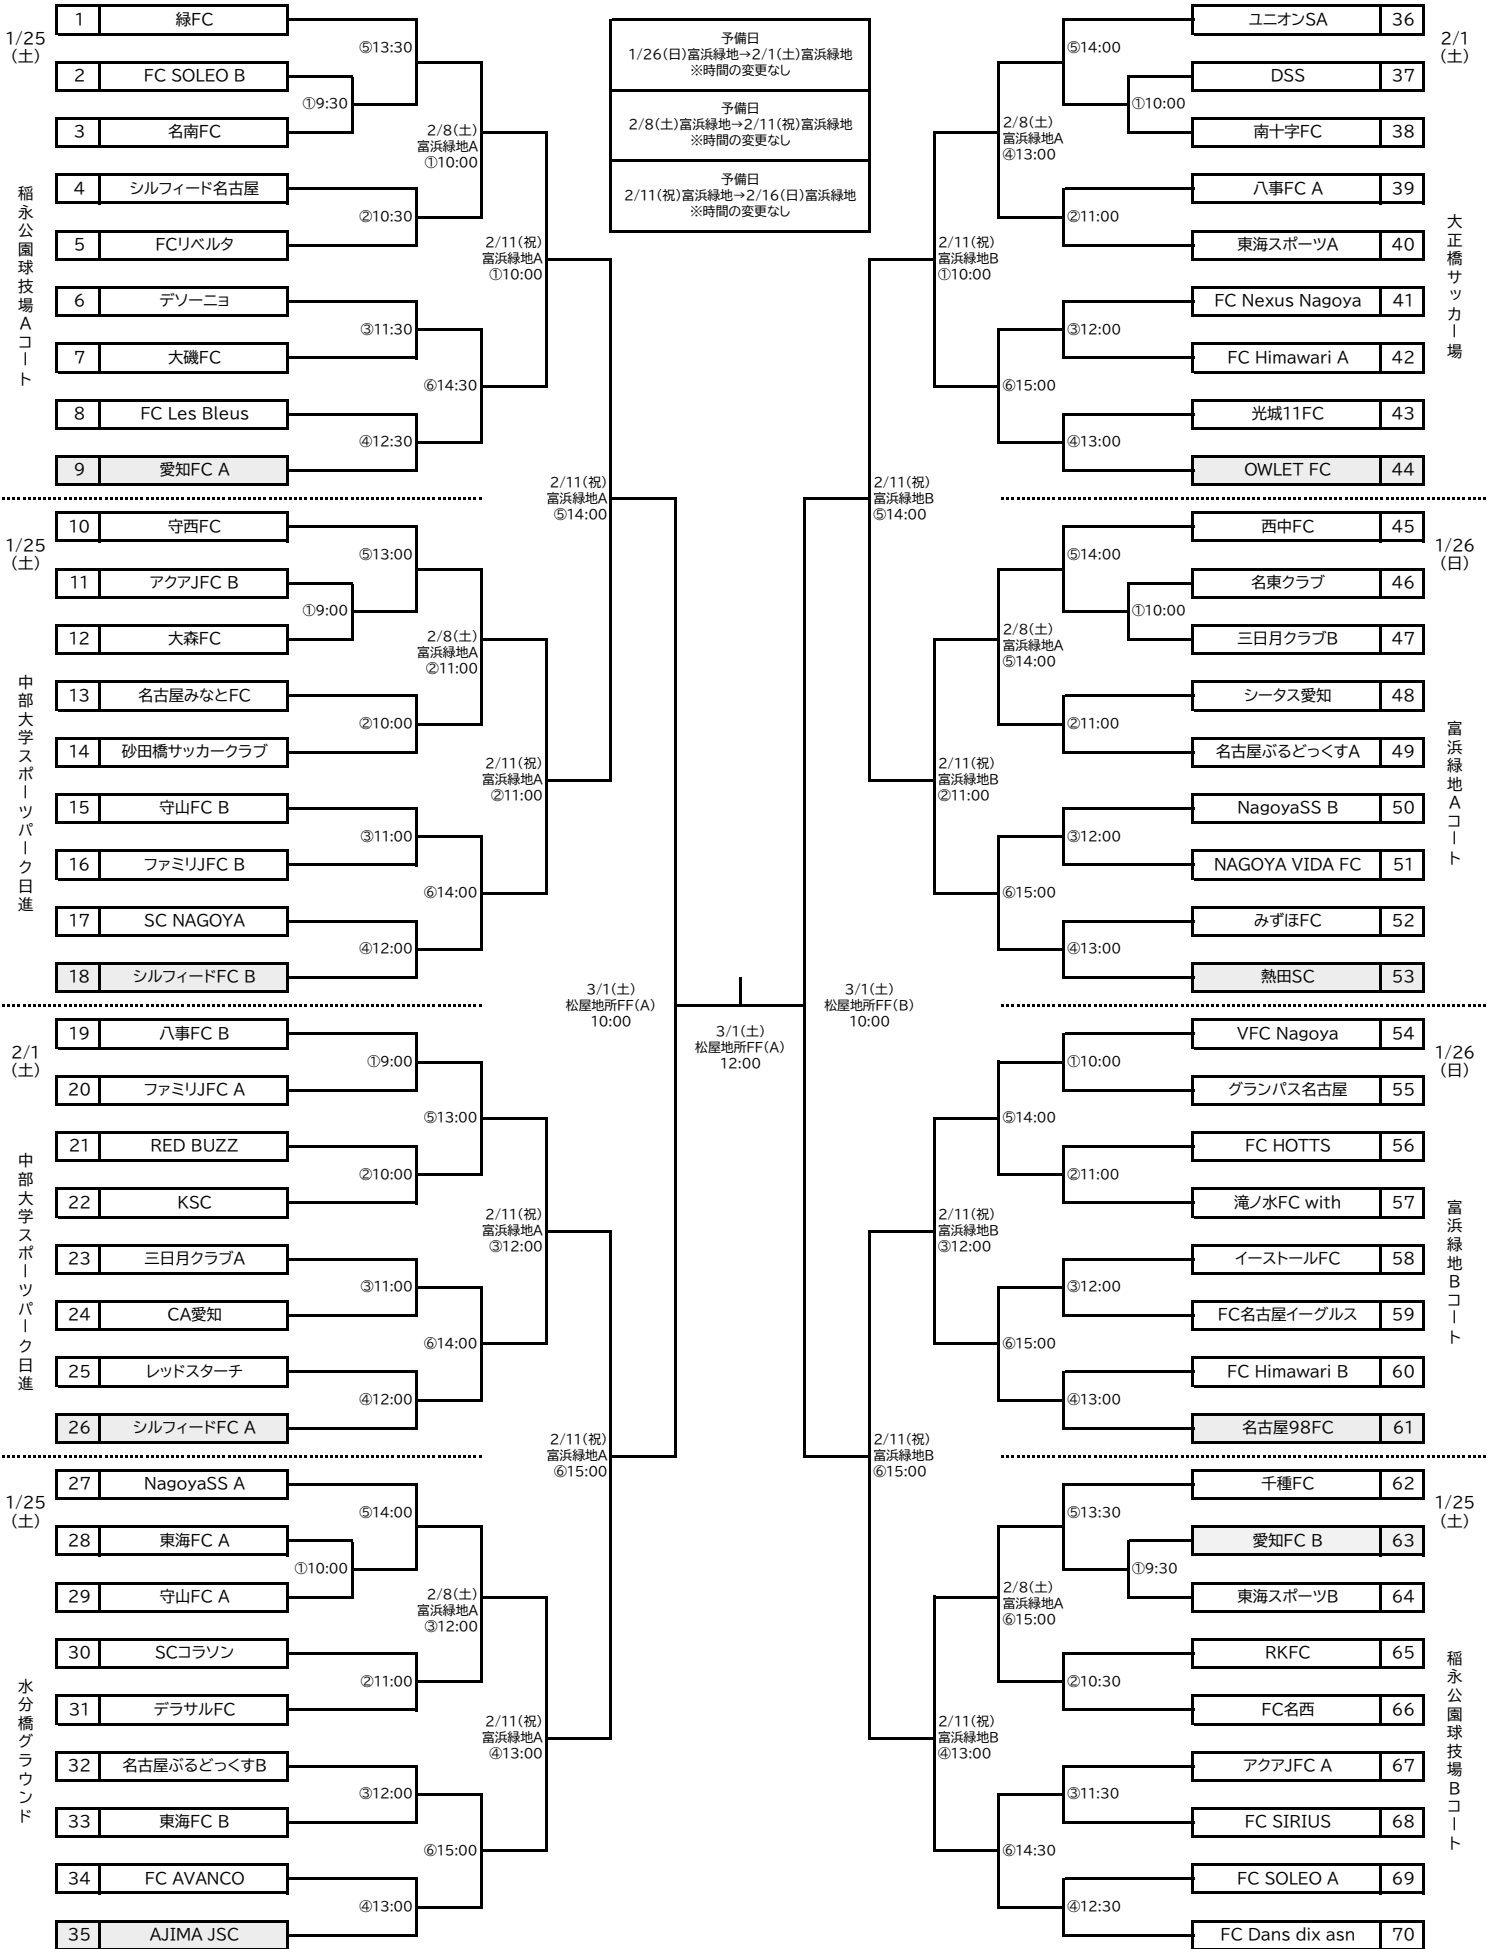 1 緑FC
1/25
(土)
⑤13:30
2 FC SOLEO B
①9:30
3 名南FC
2/8(土)
富浜緑地A
①10:00
4 シルフィード名古屋
②10:30
5 FCリベルタ
2/11(祝)
富浜緑地A
①10:00
6 デソーニョ
③11:30
7 大磯FC
⑥14:30
8 FC Les Bleus
④12:30
9 愛知FC A
稲永公園球技場Aコート
2/11(祝)
富浜緑地A
⑤14:00
10 守西FC
1/25
(土)
⑤13:00
11 アクアJFC B
①9:00
12 大森FC
2/8(土)
富浜緑地A
②11:00
13 名古屋みなとFC
②10:00
14 砂田橋サッカークラブ
2/11(祝)
富浜緑地A
②11:00
15 守山FC B
③11:00
16 ファミリJFC B
⑥14:00
17 SC NAGOYA
④12:00
18 シルフィードFC B
中部大学スポーツパーク日進
3/1(土)
松屋地所FF(A)
10:00
19 八事FC B
2/1
(土)
①9:00
20 ファミリJFC A
⑤13:00
21 RED BUZZ
②10:00
22 KSC
2/11(祝)
富浜緑地A
③12:00
23 三日月クラブA
③11:00
24 CA愛知
⑥14:00
25 レッドスターチ
④12:00
26 シルフィードFC A
中部大学スポーツパーク日進
2/11(祝)
富浜緑地A
⑥15:00
27 NagoyaSS A
1/25
(土)
⑤14:00
28 東海FC A
①10:00
29 守山FC A
2/8(土)
富浜緑地A
③12:00
30 SCコラソン
②11:00
31 デラサルFC
2/11(祝)
富浜緑地A
④13:00
32 名古屋ぶるどっくすB
③12:00
33 東海FC B
⑥15:00
34 FC AVANCO
④13:00
35 AJIMA JSC
水分橋グラウンド
予備日
1/26(日)富浜緑地→2/1(土)富浜緑地
※時間の変更なし
予備日
2/8(土)富浜緑地→2/11(祝)富浜緑地
※時間の変更なし
予備日
2/11(祝)富浜緑地→2/16(日)富浜緑地
※時間の変更なし
3/1(土)
松屋地所FF(A)
12:00
ユニオンSA 36
2/1
(土)
⑤14:00
DSS 37
①10:00
南十字FC 38
2/8(土)
富浜緑地A
④13:00
八事FC A 39
②11:00
東海スポーツA 40
2/11(祝)
富浜緑地B
①10:00
FC Nexus Nagoya 41
③12:00
FC Himawari A 42
⑥15:00
光城11FC 43
④13:00
OWLET FC 44
大正橋サッカー場
2/11(祝)
富浜緑地B
⑤14:00
西中FC 45
1/26
(日)
⑤14:00
名東クラブ 46
①10:00
三日月クラブB 47
2/8(土)
富浜緑地A
⑤14:00
シータス愛知 48
②11:00
名古屋ぶるどっくすA 49
2/11(祝)
富浜緑地B
②11:00
NagoyaSS B 50
③12:00
NAGOYA VIDA FC 51
⑥15:00
みずほFC 52
④13:00
熱田SC 53
富浜緑地Aコート
3/1(土)
松屋地所FF(B)
10:00
VFC Nagoya 54
1/26
(日)
①10:00
グランパス名古屋 55
⑤14:00
FC HOTTS 56
②11:00
滝ノ水FC with 57
2/11(祝)
富浜緑地B
③12:00
イーストールFC 58
③12:00
FC名古屋イーグルス 59
⑥15:00
FC Himawari B 60
④13:00
名古屋98FC 61
富浜緑地Bコート
2/11(祝)
富浜緑地B
⑥15:00
千種FC 62
1/25
(土)
⑤13:30
愛知FC B 63
①9:30
東海スポーツB 64
2/8(土)
富浜緑地A
⑥15:00
RKFC 65
②10:30
FC名西 66
2/11(祝)
富浜緑地B
④13:00
アクアJFC A 67
③11:30
FC SIRIUS 68
⑥14:30
FC SOLEO A 69
④12:30
FC Dans dix asn 70
稲永公園球技場Bコート